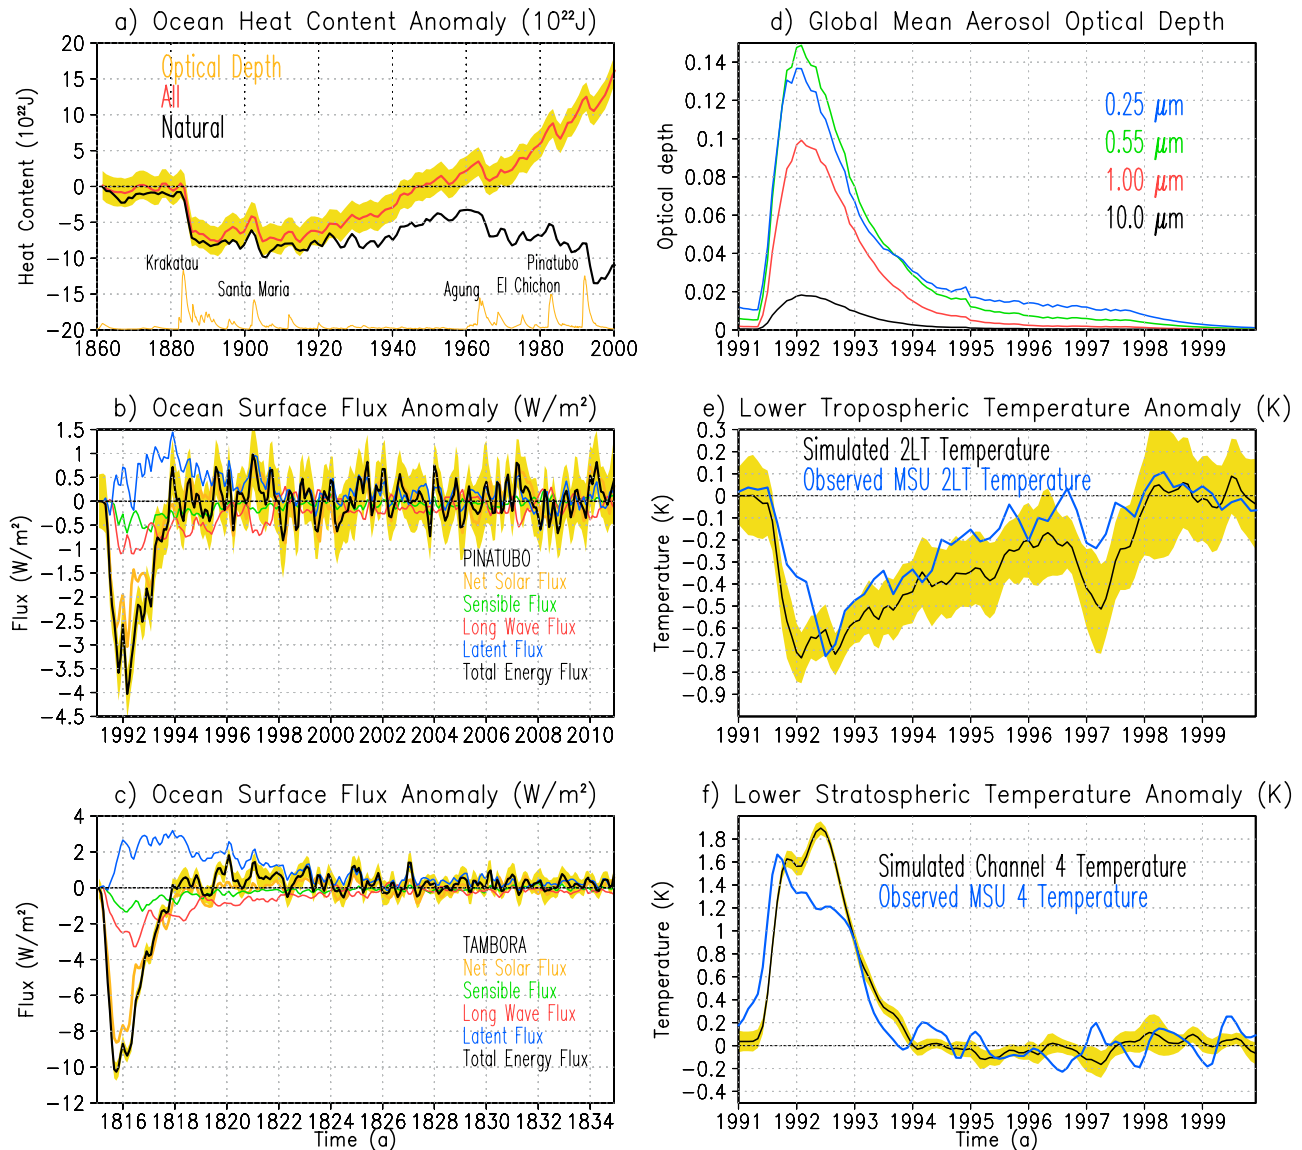 a) Ocean Heat Content Anomaly (10²²J)
Heat Content (10²²J)
20
15
10
5
0
−5
−10
−15
−20
Optical Depth
All
Natural
Krakatau
Santa Maria
Agung
El Chichon
Pinatubo
1860 1880 1900 1920 1940 1960 1980 2000
d) Global Mean Aerosol Optical Depth
Optical depth
0.14
0.12
0.1
0.08
0.06
0.04
0.02
0
0.25 μm
0.55 μm
1.00 μm
10.0 μm
1991 1992 1993 1994 1995 1996 1997 1998 1999
b) Ocean Surface Flux Anomaly (W/m²)
Flux (W/m²)
1.5
1
0.5
0
−0.5
−1
−1.5
−2
−2.5
−3
−3.5
−4
−4.5
PINATUBO
Net Solar Flux
Sensible Flux
Long Wave Flux
Latent Flux
Total Energy Flux
1992 1994 1996 1998 2000 2002 2004 2006 2008 2010
e) Lower Tropospheric Temperature Anomaly (K)
Temperature (K)
0.3
0.2
0.1
0
−0.1
−0.2
−0.3
−0.4
−0.5
−0.6
−0.7
−0.8
−0.9
Simulated 2LT Temperature
Observed MSU 2LT Temperature
1991 1992 1993 1994 1995 1996 1997 1998 1999
c) Ocean Surface Flux Anomaly (W/m²)
Flux (W/m²)
4
2
0
−2
−4
−6
−8
−10
−12
TAMBORA
Net Solar Flux
Sensible Flux
Long Wave Flux
Latent Flux
Total Energy Flux
1816 1818 1820 1822 1824 1826 1828 1830 1832 1834
Time (a)
f) Lower Stratospheric Temperature Anomaly (K)
Temperature (K)
1.8
1.6
1.4
1.2
1
0.8
0.6
0.4
0.2
0
−0.2
−0.4
Simulated Channel 4 Temperature
Observed MSU 4 Temperature
1991 1992 1993 1994 1995 1996 1997 1998 1999
Time (a)